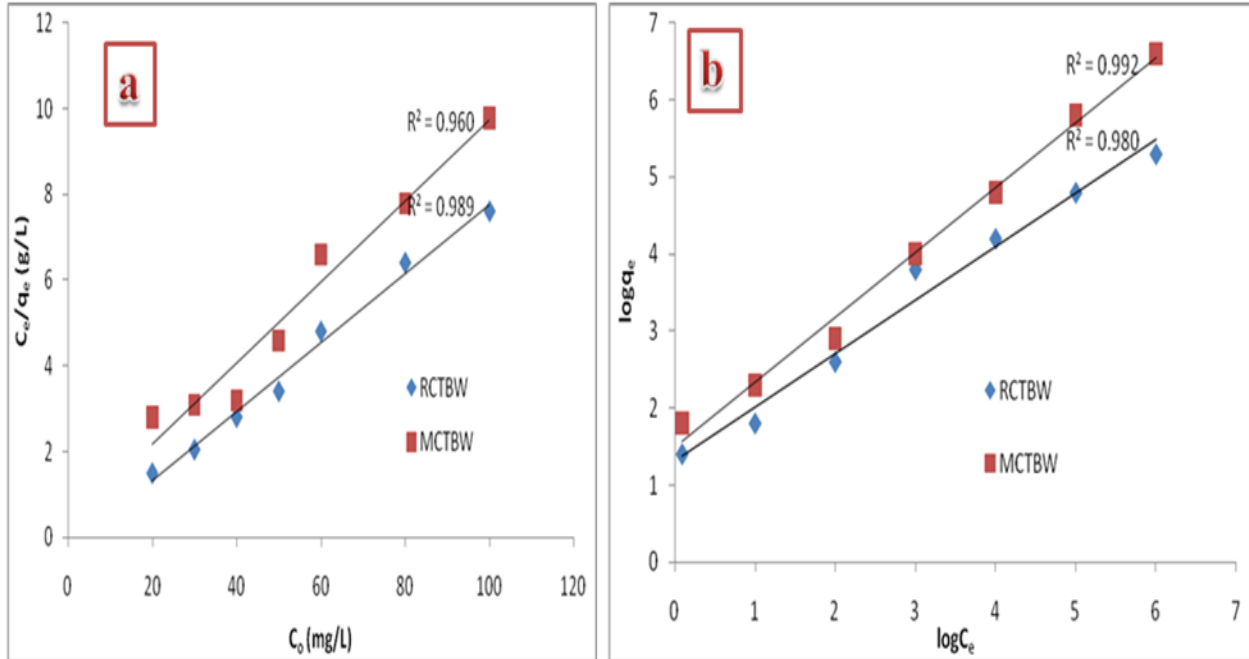 a
12
10
8
6
4
2
0
Cₑ/qₑ (g/L)
R² = 0.960
R² = 0.989
RCTBW
MCTBW
0 20 40 60 80 100 120
Cₒ (mg/L)
b
7
6
5
4
3
2
1
0
logqₑ
R² = 0.992
R² = 0.980
RCTBW
MCTBW
0 1 2 3 4 5 6 7
logCₑ